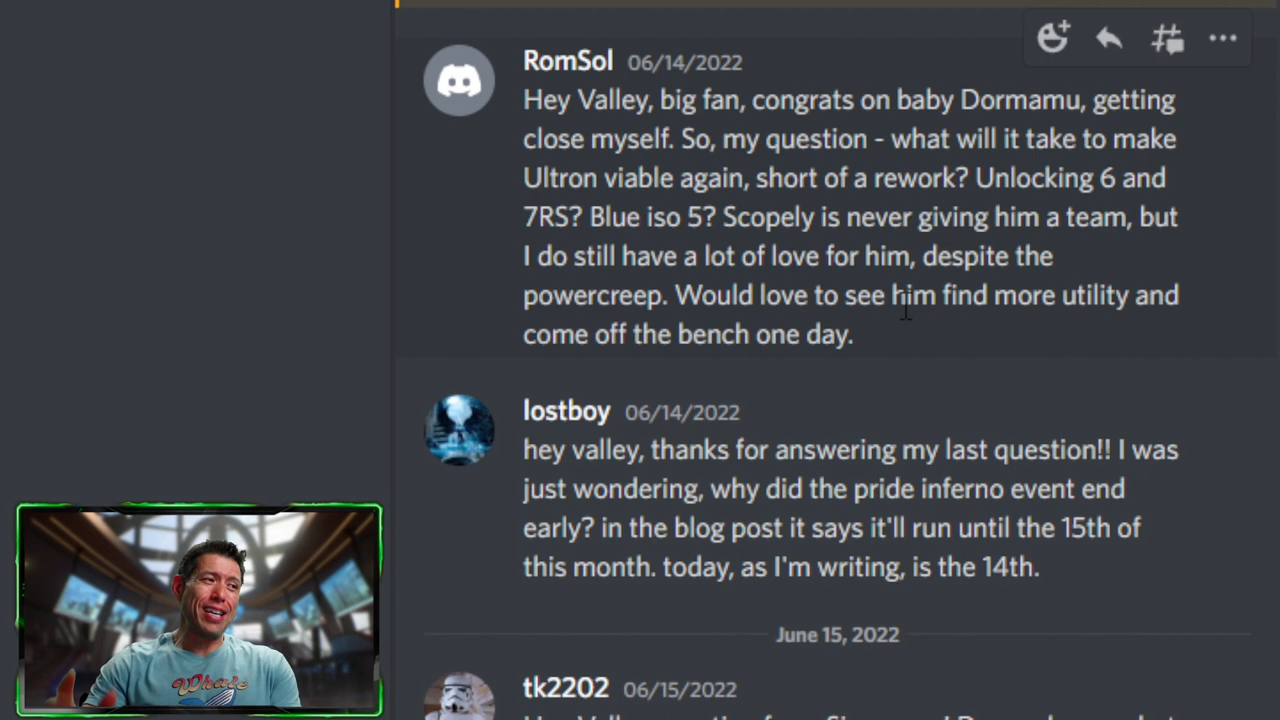 RomSol 06/14/2022
Hey Valley, big fan, congrats on baby Dormamu, getting
close myself. So, my question - what will it take to make
Ultron viable again, short of a rework? Unlocking 6 and
7RS? Blue iso 5? Scopely is never giving him a team, but
I do still have a lot of love for him, despite the
powercreep. Would love to see him find more utility and
come off the bench one day.
lostboy 06/14/2022
hey valley, thanks for answering my last question!! I was
just wondering, why did the pride inferno event end
early? in the blog post it says it'll run until the 15th of
this month. today, as I'm writing, is the 14th.
June 15, 2022
tk2202 06/15/2022
Whale